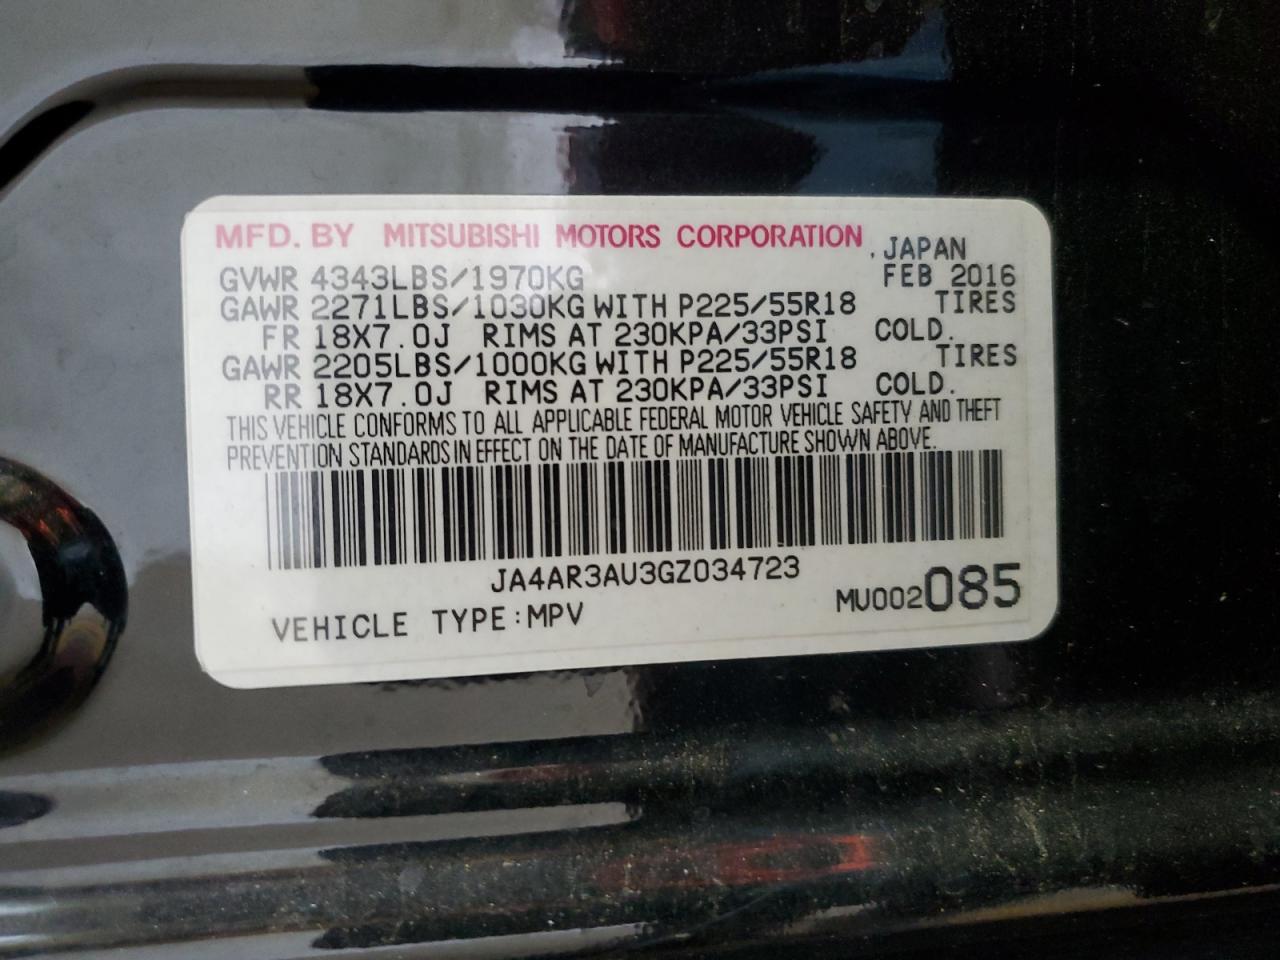 MFD. BY MITSUBISHI MOTORS CORPORATION , JAPAN
GVWR 4343LBS/1970KG FEB 2016
GAWR 2271LBS/1030KG WITH P225/55R18 TIRES
FR 18X7.0J RIMS AT 230KPA/33PSI COLD.
GAWR 2205LBS/1000KG WITH P225/55R18 TIRES
RR 18X7.0J RIMS AT 230KPA/33PSI COLD.
THIS VEHICLE CONFORMS TO ALL APPLICABLE FEDERAL MOTOR VEHICLE SAFETY AND THEFT
PREVENTION STANDARDS IN EFFECT ON THE DATE OF MANUFACTURE SHOWN ABOVE.
JA4AR3AU3GZ034723
VEHICLE TYPE:MPV MU002085